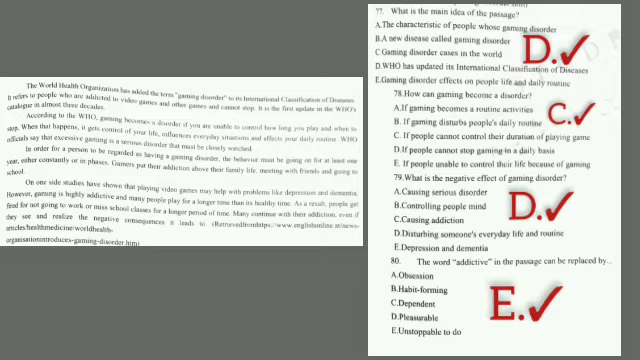 The World Health Organization has added the term "gaming disorder" to its International Classification of Diseases.
It refers to people who are addicted to video games and other games and cannot stop. It is the first update in the WHO's
catalogue in almost three decades.
According to the WHO, gaming becomes a disorder if you are unable to control how long you play and when to
stop. When that happens, it gets control of your life, influences everyday situations and affects your daily routine WHO
officials say that excessive gaming is a serious disorder that must be closely watched.
In order for a person to be regarded as having a gaming disorder, the behavior must be going on for at least one
year, either constantly or in phases. Gamers put their addiction above their family life, meeting with friends and going to
school.
On one side studies have shown that playing video games may help with problems like depression and dementia.
However, gaming is highly addictive and many people play for a longer time than its healthy time. As a result, people get
fired for not going to work or miss school classes for a longer period of time. Many continue with their addiction, even if
they see and realize the negative consequences it leads to. (Retrievedfromhttps://www.englishonline.at/news-
articles/healthmedicine/worldhealth-
organisationintroduces-gaming-disorder.htm)
77. What is the main idea of the passage?
A.The characteristic of people whose gaming disorder
B.A new disease called gaming disorder
C.Gaming disorder cases in the world
D.WHO has updated its International Classification of Diseases
E.Gaming disorder effects on people life and daily routine
D.✓
78.How can gaming become a disorder?
A.If gaming becomes a routine activities
B. If gaming disturbs people's daily routine
C. If people cannot control their duration of playing game
D.If people cannot stop gaming in a daily basis
E. If people unable to control their life because of gaming
C.✓
79.What is the negative effect of gaming disorder?
A.Causing serious disorder
B.Controlling people mind
C.Causing addiction
D.Disturbing someone's everyday life and routine
E.Depression and dementia
D.✓
80. The word "addictive" in the passage can be replaced by...
A.Obsession
B.Habit-forming
C.Dependent
D.Pleasurable
E.Unstoppable to do
E.✓